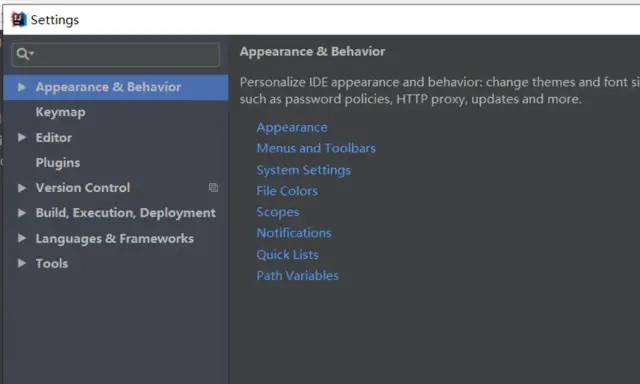 Settings
Appearance & Behavior
Keymap
Editor
Plugins
Version Control
Build, Execution, Deployment
Languages & Frameworks
Tools
Appearance & Behavior
Personalize IDE appearance and behavior: change themes and font si
such as password policies, HTTP proxy, updates and more.
Appearance
Menus and Toolbars
System Settings
File Colors
Scopes
Notifications
Quick Lists
Path Variables